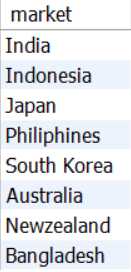 market
India
Indonesia
Japan
Philiphines
South Korea
Australia
Newzealand
Bangladesh